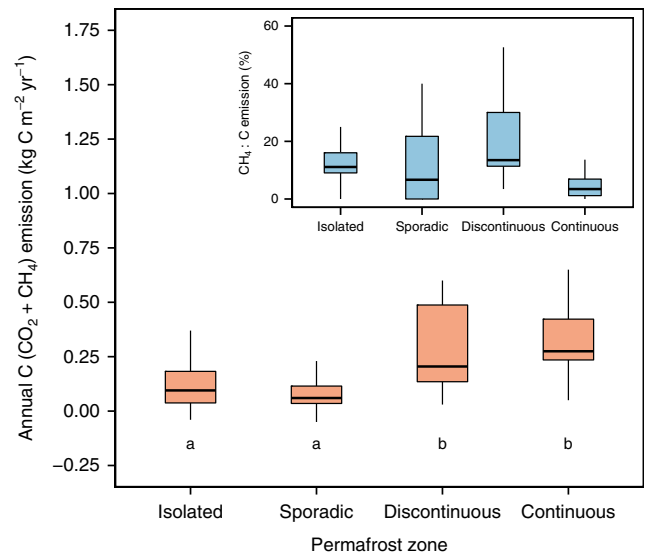 Annual C (CO₂ + CH₄) emission (kg C m⁻² yr⁻¹)
1.75
1.50
1.25
1.00
0.75
0.50
0.25
0.00
−0.25
CH₄ : C emission (%)
60
40
20
0
Isolated Sporadic Discontinuous Continuous
a a b b
Isolated Sporadic Discontinuous Continuous
Permafrost zone